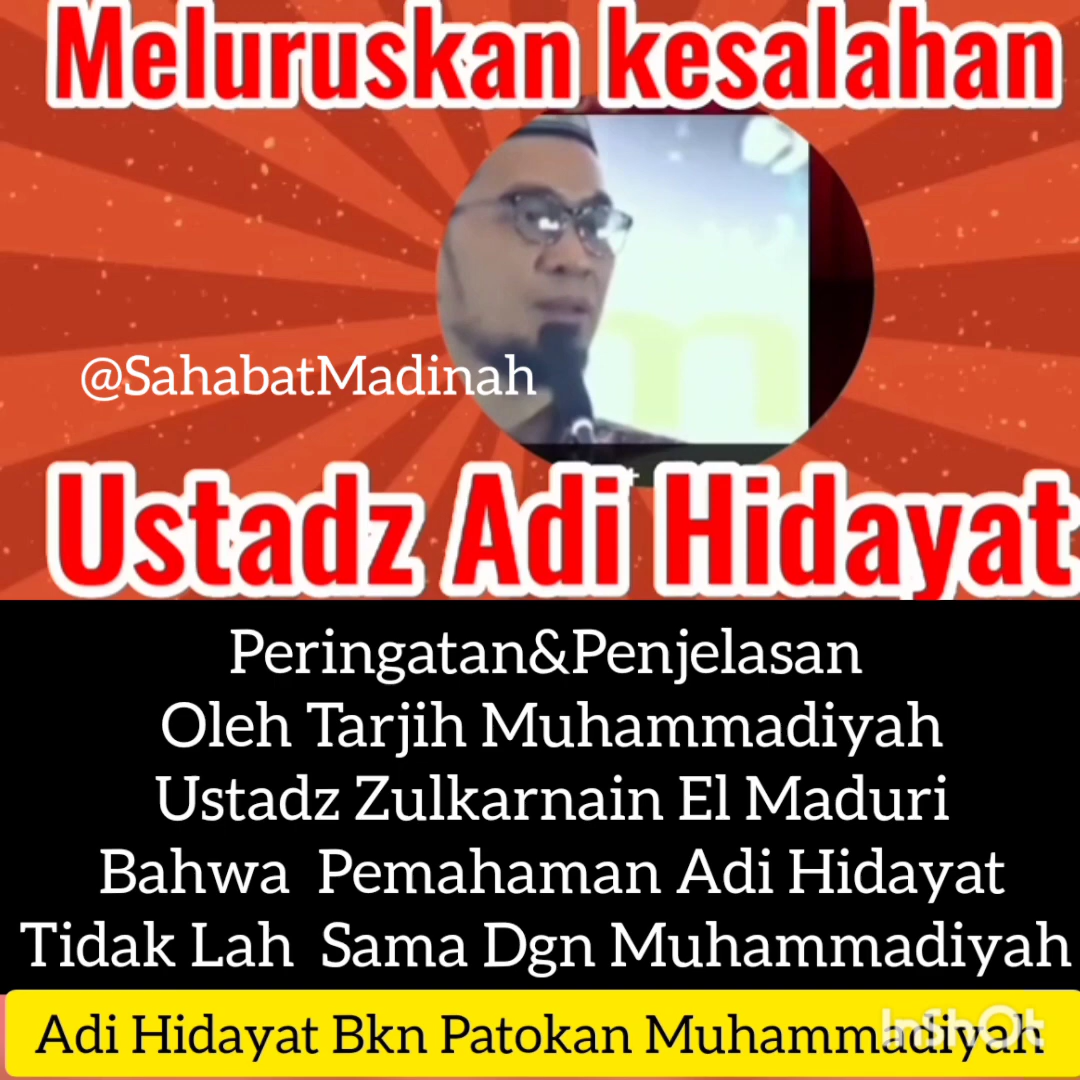 Meluruskan kesalahan
@SahabatMadinah
Ustadz Adi Hidayat
Peringatan&Penjelasan
Oleh Tarjih Muhammadiyah
Ustadz Zulkarnain El Maduri
Bahwa Pemahaman Adi Hidayat
Tidak Lah Sama Dgn Muhammadiyah
Adi Hidayat Bkn Patokan Muhammadiyah
InShOt